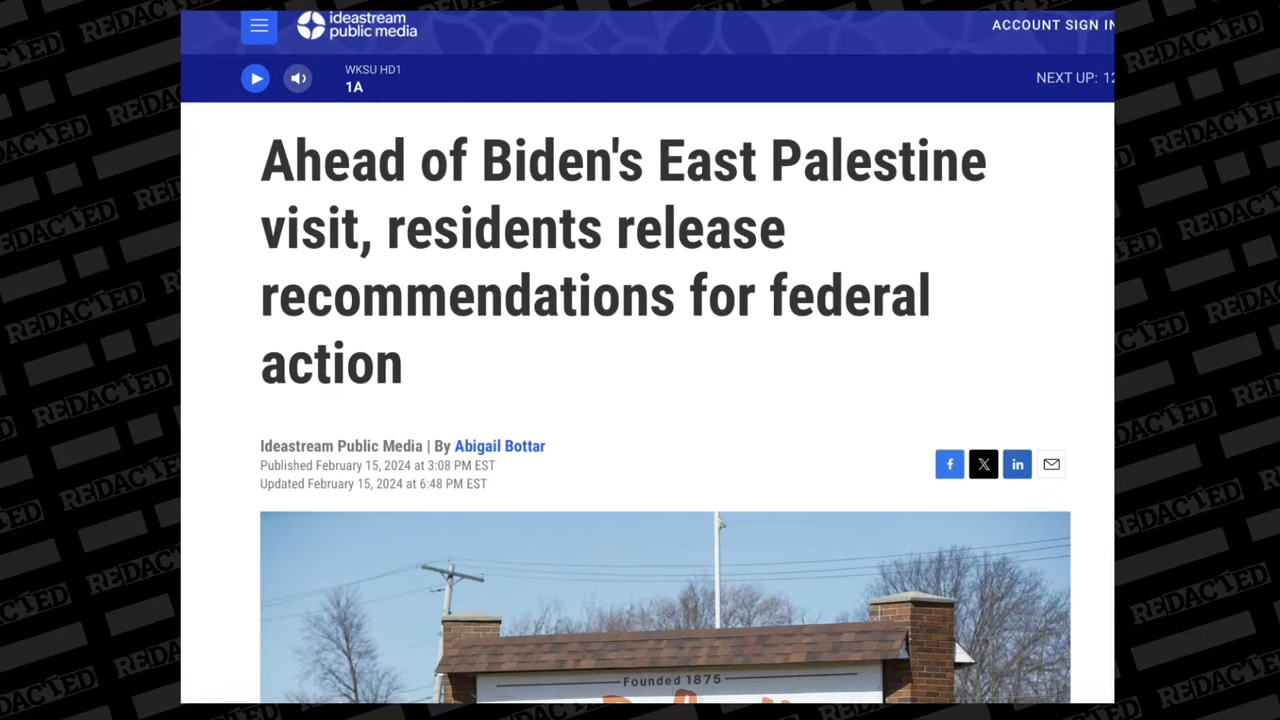 ideastream
public media
ACCOUNT SIGN IN
WKSU HD1
1A
NEXT UP: 12
Ahead of Biden's East Palestine
visit, residents release
recommendations for federal
action
Ideastream Public Media | By Abigail Bottar
Published February 15, 2024 at 3:08 PM EST
Updated February 15, 2024 at 6:48 PM EST
f X in
Founded 1875
REDACTED